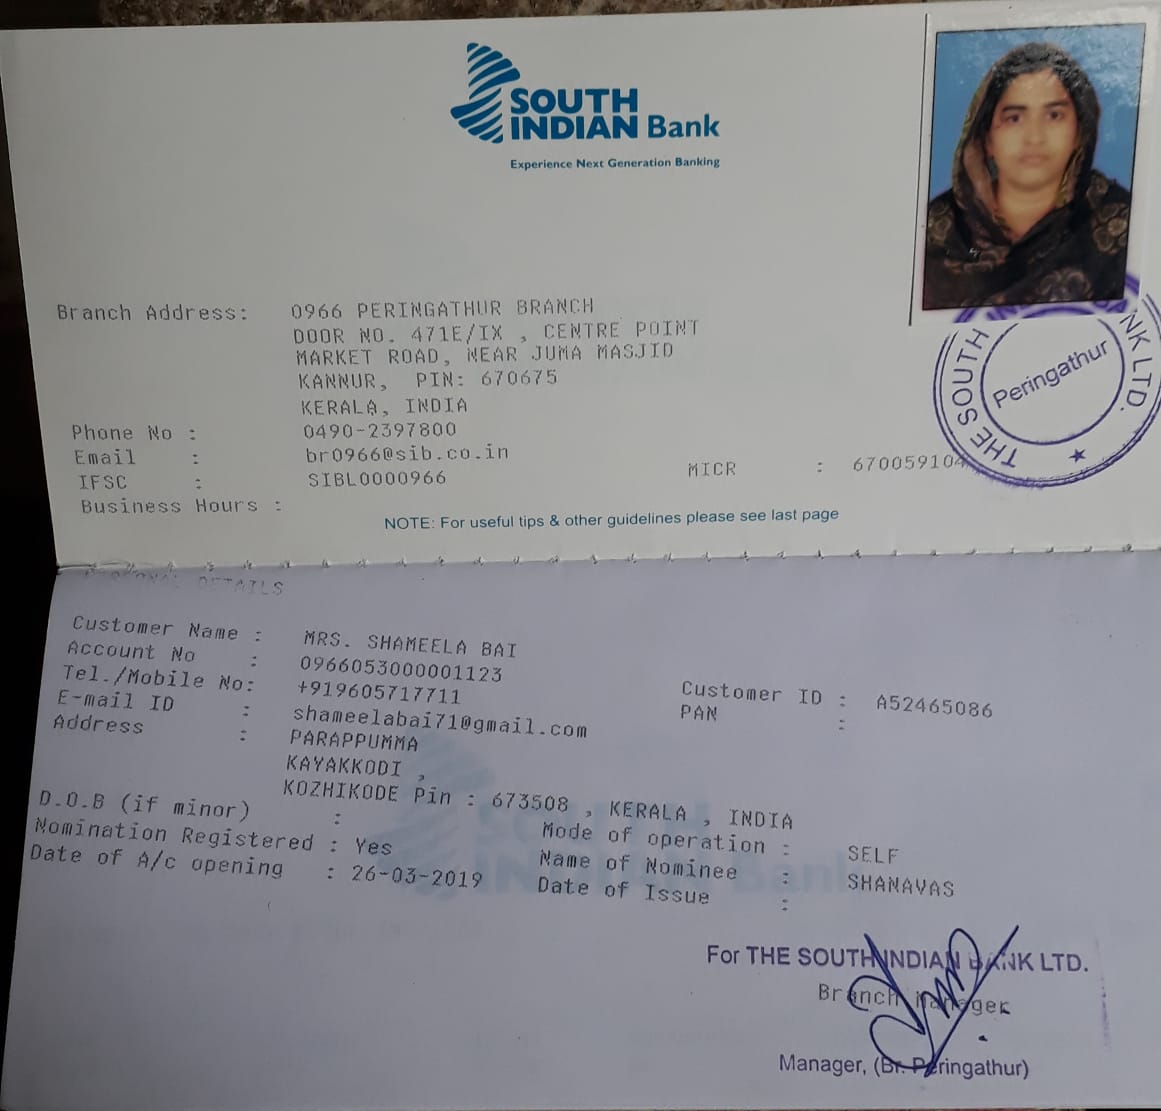 SOUTH
INDIAN Bank
Experience Next Generation Banking
Branch Address: 0966 PERINGATHUR BRANCH
DOOR NO. 471E/IX , CENTRE POINT
MARKET ROAD, NEAR JUMA MASJID
KANNUR, PIN: 670675
KERALA, INDIA
Phone No : 0490-2397800
Email : br0966@sib.co.in
IFSC : SIBL0000966 MICR : 670059104
Business Hours :
NOTE: For useful tips & other guidelines please see last page
THE SOUTH INDIAN BANK LTD.
Peringathur
DETAILS
Customer Name : MRS. SHAMEELA BAI
Account No : 0966053000001123
Tel./Mobile No: +919605717711 Customer ID : A52465086
E-mail ID : shameelabai71@gmail.com PAN :
Address : PARAPPUMMA
KAYAKKODI ,
KOZHIKODE Pin : 673508 , KERALA , INDIA
D.O.B (if minor) : Mode of operation : SELF
Nomination Registered : Yes Name of Nominee : SHANAVAS
Date of A/c opening : 26-03-2019 Date of Issue :
For THE SOUTH INDIAN BANK LTD.
Branch Manager
Manager, (Br. Peringathur)